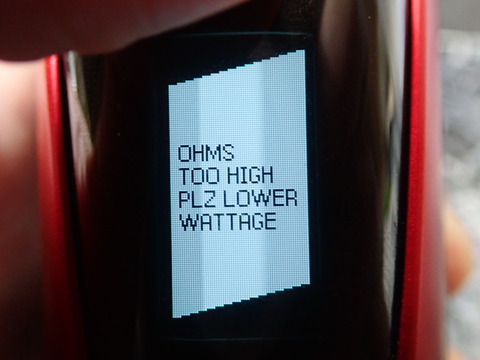 OHMS
TOO HIGH
PLZ LOWER
WATTAGE